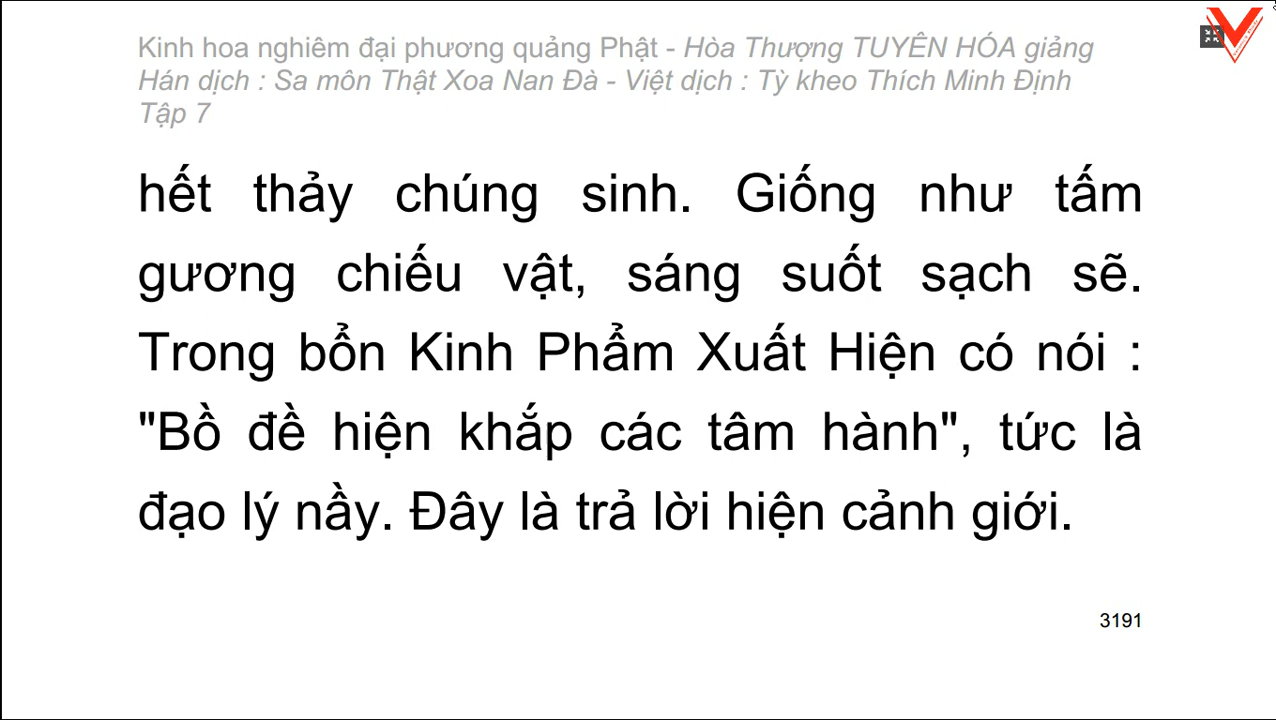 Kinh hoa nghiêm đại phương quảng Phật - Hòa Thượng TUYÊN HÓA giảng
Hán dịch : Sa môn Thật Xoa Nan Đà - Việt dịch : Tỳ kheo Thích Minh Định
Tập 7
hết thảy chúng sinh. Giống như tấm
gương chiếu vật, sáng suốt sạch sẽ.
Trong bổn Kinh Phẩm Xuất Hiện có nói :
"Bồ đề hiện khắp các tâm hành", tức là
đạo lý nầy. Đây là trả lời hiện cảnh giới.
3191